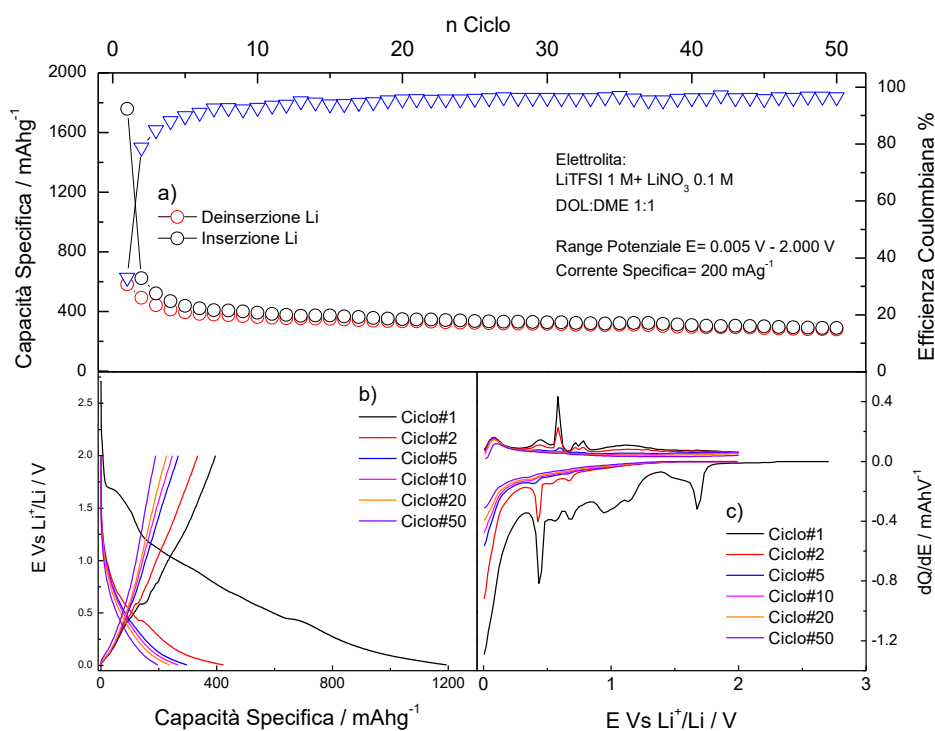 n Ciclo
0 10 20 30 40 50
2000
1600
1200
800
400
0
Capacità Specifica / mAhg⁻¹
100
80
60
40
20
0
Efficienza Coulombiana %
a)
Deinserzione Li
Inserzione Li
Elettrolita:
LiTFSI 1 M+ LiNO₃ 0.1 M
DOL:DME 1:1
Range Potenziale E= 0.005 V - 2.000 V
Corrente Specifica= 200 mAg⁻¹
b)
Ciclo#1
Ciclo#2
Ciclo#5
Ciclo#10
Ciclo#20
Ciclo#50
2.5
2.0
1.5
1.0
0.5
0.0
E Vs Li⁺/Li / V
0 400 800 1200
Capacità Specifica / mAhg⁻¹
c)
Ciclo#1
Ciclo#2
Ciclo#5
Ciclo#10
Ciclo#20
Ciclo#50
0.4
0.0
-0.4
-0.8
-1.2
dQ/dE / mAhV⁻¹
0 1 2 3
E Vs Li⁺/Li / V